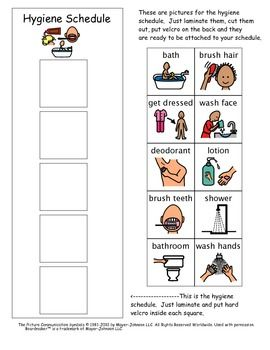 Hygiene Schedule
These are pictures for the hygiene
schedule. Just laminate them, cut them
out, put velcro on the back and they
are ready to be attached to your schedule.
bath
brush hair
get dressed
wash face
deodorant
lotion
brush teeth
shower
bathroom
wash hands
<------------------This is the hygiene
schedule. Just laminate it and put hard
velcro inside each square.
The Picture Communication Symbols © 1981-2010 by Mayer-Johnson LLC. All Rights Reserved Worldwide. Used with permission.
Boardmaker™ is a trademark of Mayer-Johnson LLC.